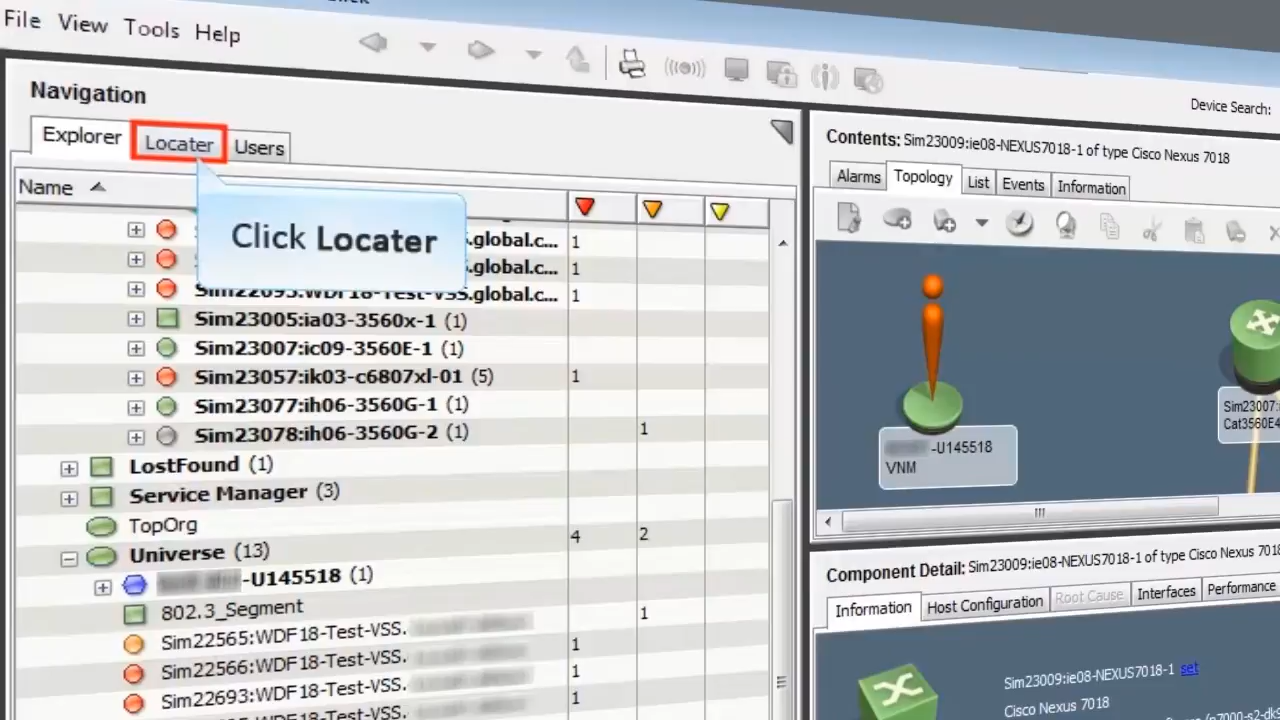 File View Tools Help
Device Search:
Navigation
Explorer Locater Users
Name
Click Locater
.global.c... 1
.global.c... 1
Sim22693:WDF18-Test-VSS.global.c... 1
Sim23005:ia03-3560x-1 (1)
Sim23007:ic09-3560E-1 (1)
Sim23057:ik03-c6807xl-01 (5) 1
Sim23077:ih06-3560G-1 (1)
Sim23078:ih06-3560G-2 (1) 1
LostFound (1)
Service Manager (3)
TopOrg
Universe (13) 4 2
-U145518 (1)
802.3_Segment 1
Sim22565:WDF18-Test-VSS. 1
Sim22566:WDF18-Test-VSS. 1
Sim22693:WDF18-Test-VSS. 1
Contents: Sim23009:ie08-NEXUS7018-1 of type Cisco Nexus 7018
Alarms Topology List Events Information
-U145518
VNM
Sim23007:
Cat3560E4
Component Detail: Sim23009:ie08-NEXUS7018-1 of type Cisco Nexus 7018
Information Host Configuration Root Cause Interfaces Performance
Sim23009:ie08-NEXUS7018-1 set
Cisco Nexus 7018